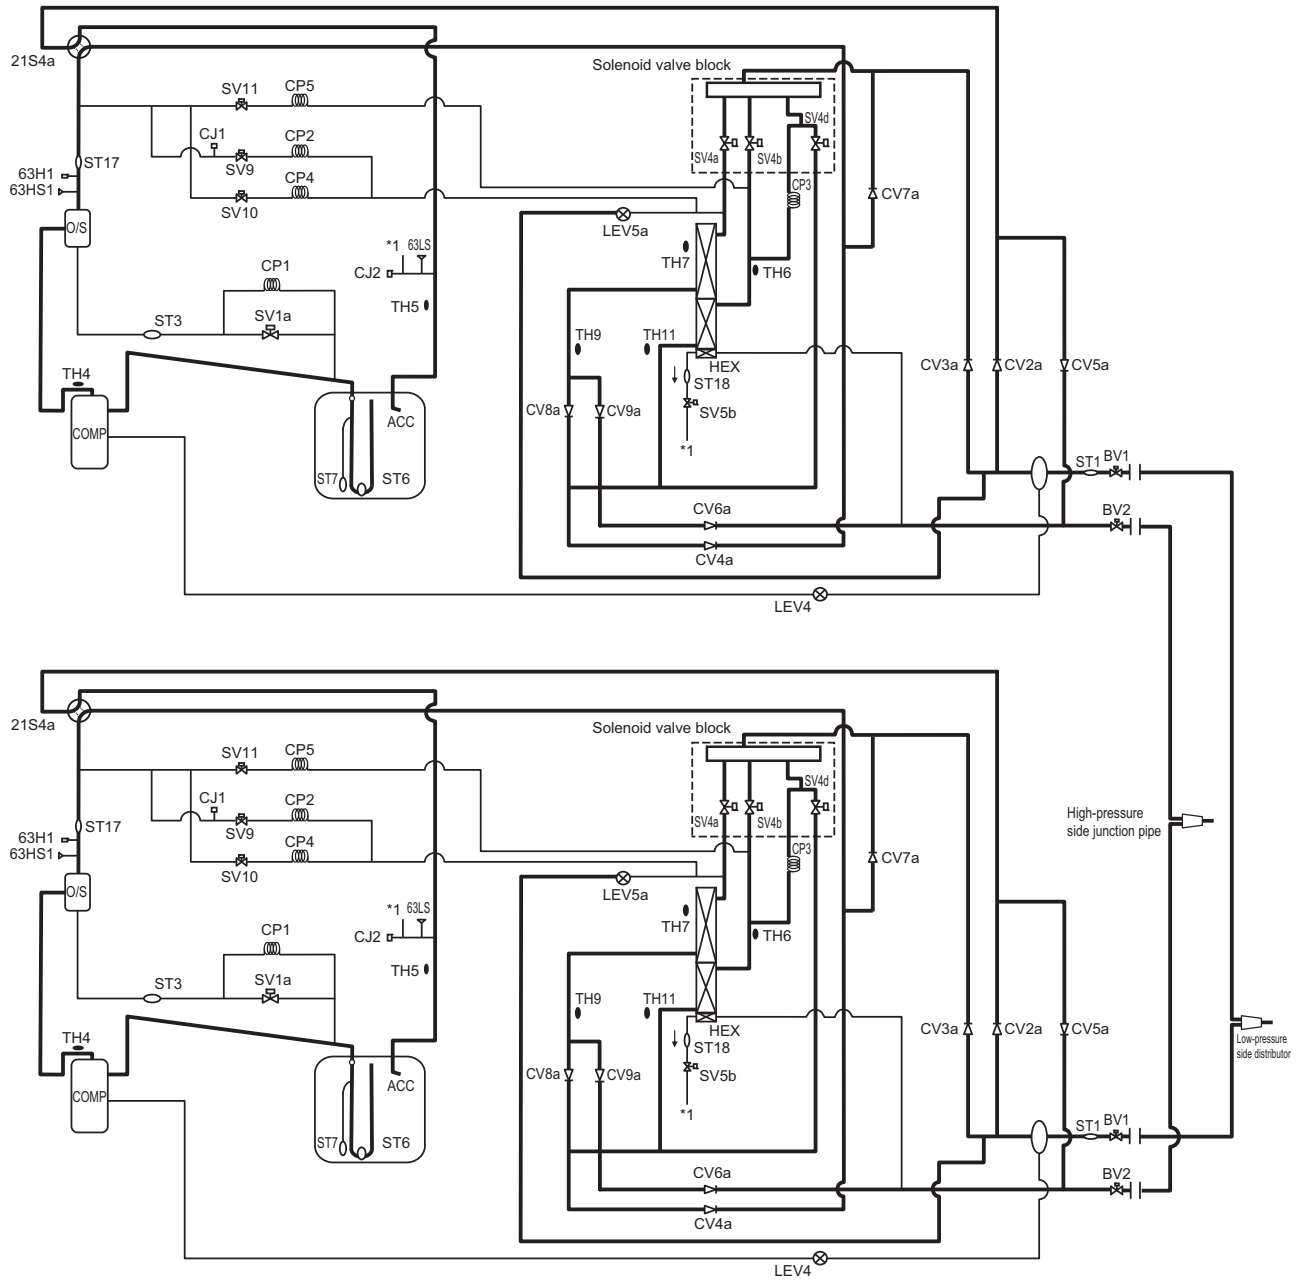 21S4a
Solenoid valve block
SV11
CP5
CJ1
CP2
SV9
CP4
SV10
ST17
63H1
63HS1
O/S
SV4a
SV4b
SV4d
CP3
CV7a
LEV5a
*1
63LS
CJ2
TH7
TH6
CP1
TH5
ST3
SV1a
TH9
TH11
HEX
CV3a
CV2a
CV5a
TH4
ST18
CV8a
CV9a
SV5b
ACC
COMP
*1
ST7
ST6
ST1
BV1
CV6a
BV2
CV4a
LEV4
21S4a
Solenoid valve block
SV11
CP5
CJ1
CP2
SV9
CP4
SV10
ST17
63H1
63HS1
O/S
SV4a
SV4b
SV4d
CP3
CV7a
High-pressure
side junction pipe
LEV5a
*1
63LS
CJ2
TH7
TH6
CP1
TH5
ST3
SV1a
TH9
TH11
HEX
CV3a
CV2a
CV5a
Low-pressure
side distributor
TH4
ST18
CV8a
CV9a
SV5b
ACC
COMP
*1
ST7
ST6
ST1
BV1
CV6a
BV2
CV4a
LEV4